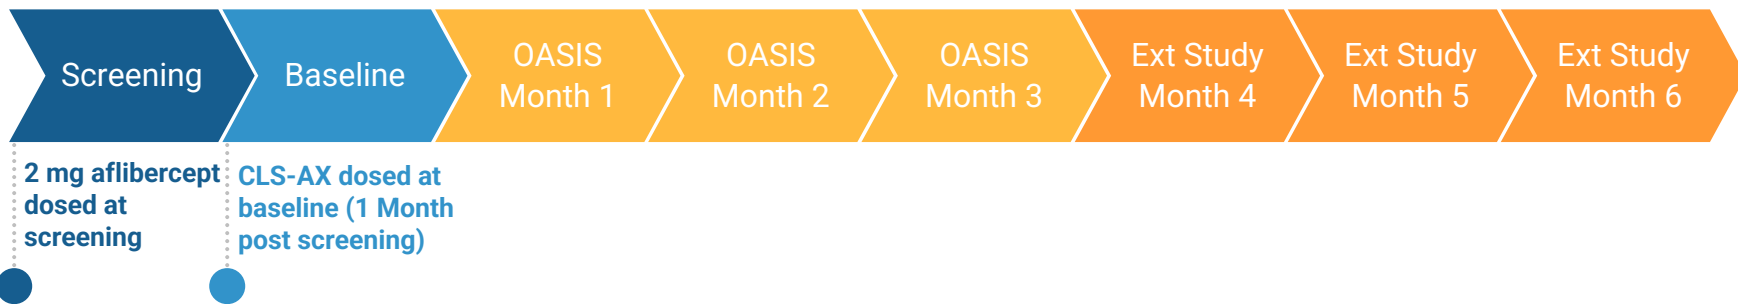 Screening
Baseline
OASIS
Month 1
OASIS
Month 2
OASIS
Month 3
Ext Study
Month 4
Ext Study
Month 5
Ext Study
Month 6
2 mg aflibercept
dosed at
screening
CLS-AX dosed at
baseline (1 Month
post screening)